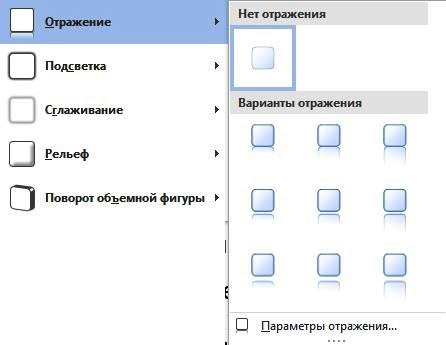 Отражение
Подсветка
Сглаживание
Рельеф
Поворот объемной фигуры
Нет отражения
Варианты отражения
Параметры отражения...